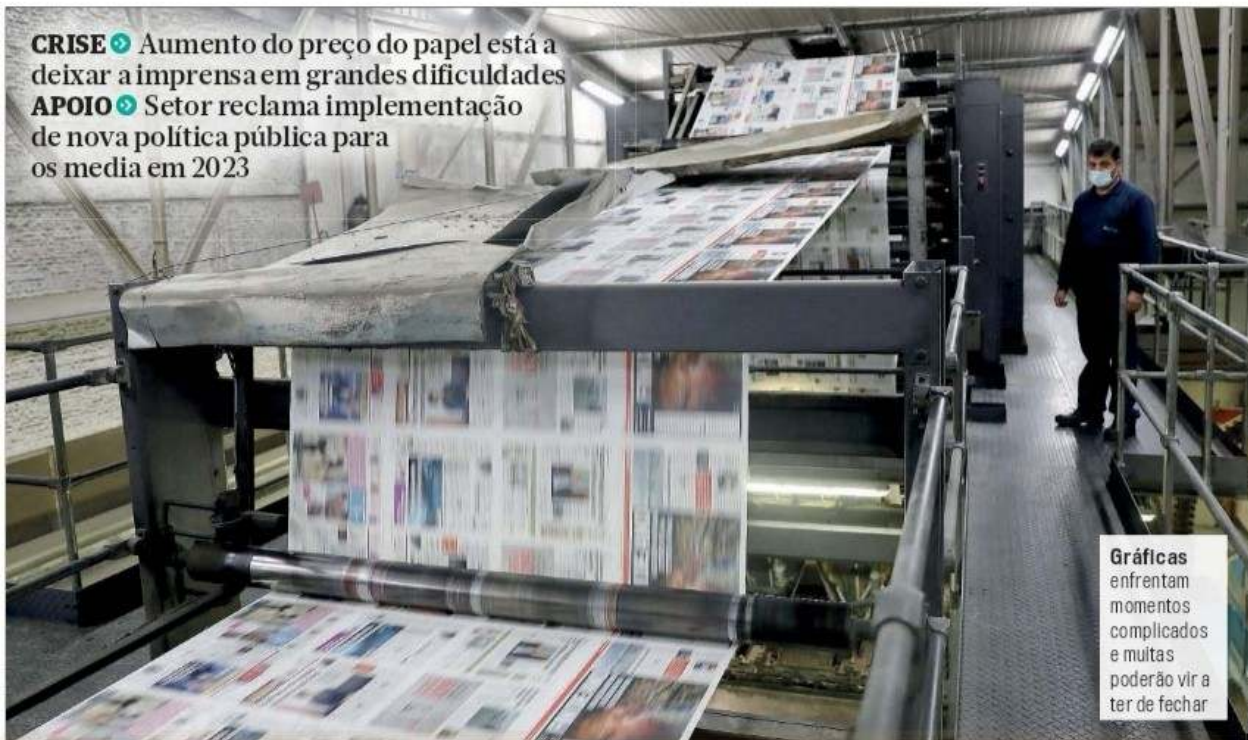 CRISE Aumento do preço do papel está a
deixar a imprensa em grandes dificuldades
APOIO Setor reclama implementação
de nova política pública para
os media em 2023
Gráficas
enfrentam
momentos
complicados
e muitas
poderão vir a
ter de fechar